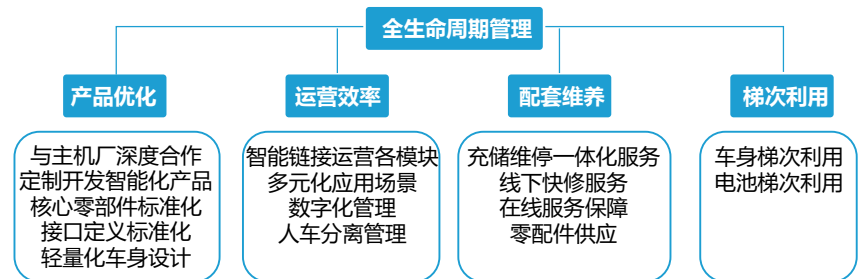 全生命周期管理
产品优化
与主机厂深度合作
定制开发智能化产品
核心零部件标准化
接口定义标准化
轻量化车身设计
运营效率
智能链接运营各模块
多元化应用场景
数字化管理
人车分离管理
配套维养
充储维停一体化服务
线下快修服务
在线服务保障
零配件供应
梯次利用
车身梯次利用
电池梯次利用